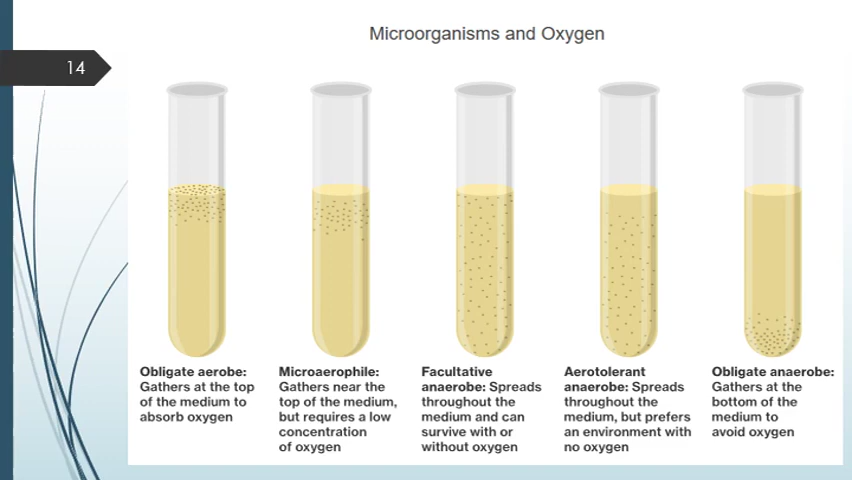 Microorganisms and Oxygen
14
Obligate aerobe:
Gathers at the top
of the medium to
absorb oxygen
Microaerophile:
Gathers near the
top of the medium,
but requires a low
concentration
of oxygen
Facultative
anaerobe: Spreads
throughout the
medium and can
survive with or
without oxygen
Aerotolerant
anaerobe: Spreads
throughout the
medium, but prefers
an environment with
no oxygen
Obligate anaerobe:
Gathers at the
bottom of the
medium to
avoid oxygen